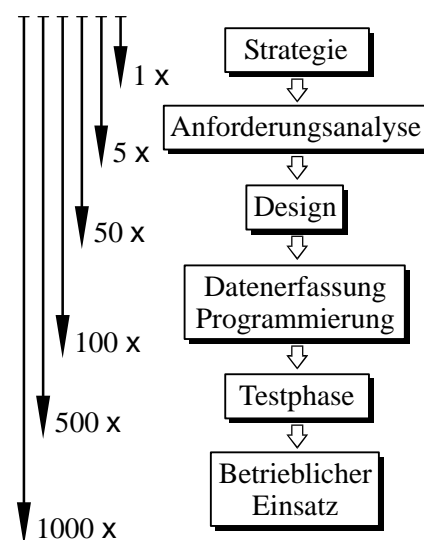 Strategie
1 x
Anforderungsanalyse
5 x
Design
50 x
Datenerfassung
Programmierung
100 x
Testphase
500 x
Betrieblicher
Einsatz
1000 x